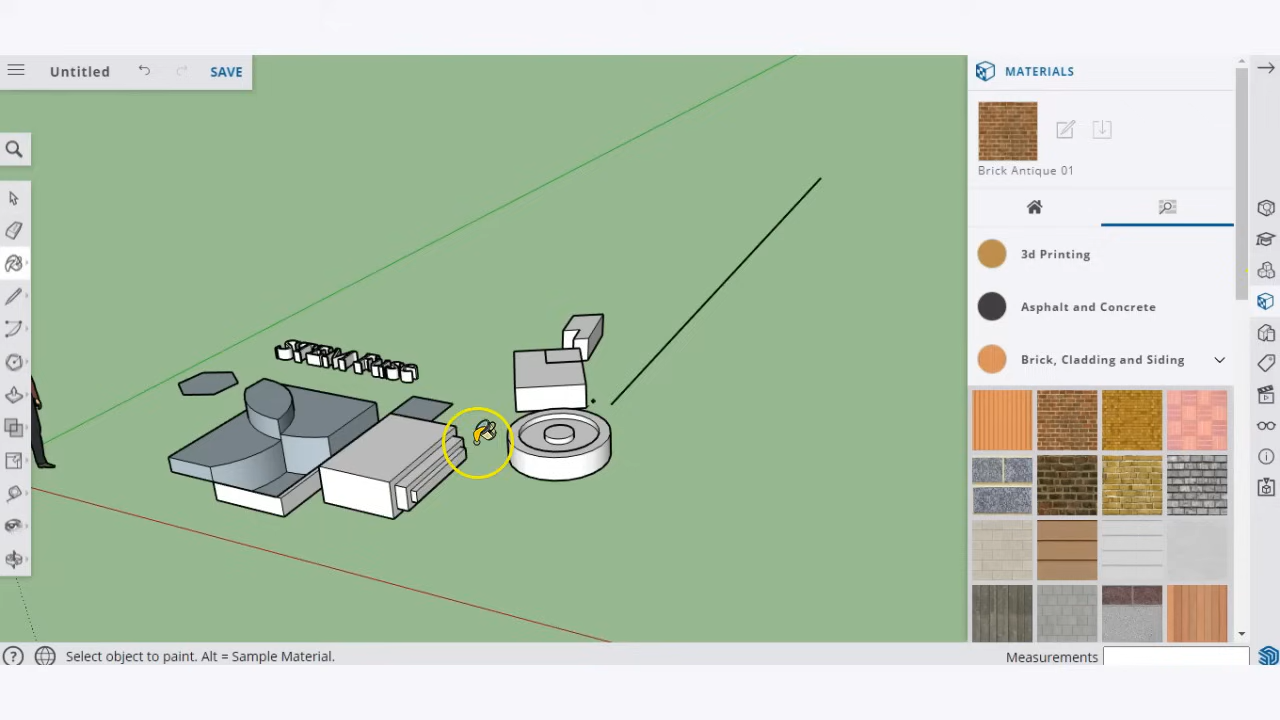 Untitled
SAVE
MATERIALS
Brick Antique 01
3d Printing
Asphalt and Concrete
Brick, Cladding and Siding
Select object to paint. Alt = Sample Material.
Measurements